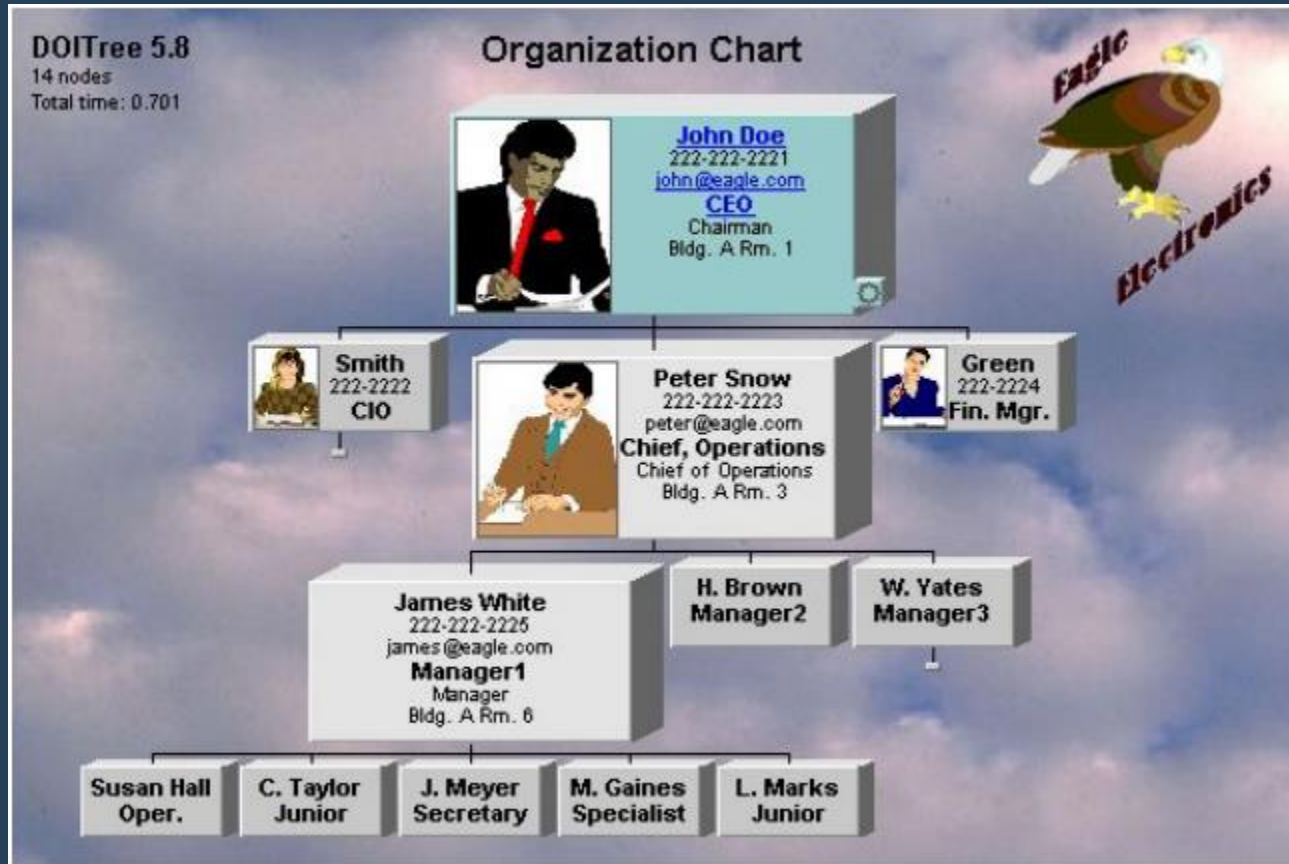 DOITree 5.8
14 nodes
Total time: 0.701
Organization Chart
Eagle
Electronics
John Doe
222-222-2221
john@eagle.com
CEO
Chairman
Bldg. A Rm. 1
Smith
222-2222
CIO
Peter Snow
222-222-2223
peter@eagle.com
Chief, Operations
Chief of Operations
Bldg. A Rm. 3
Green
222-2224
Fin. Mgr.
James White
222-222-2225
james@eagle.com
Manager1
Manager
Bldg. A Rm. 6
H. Brown
Manager2
W. Yates
Manager3
Susan Hall
Oper.
C. Taylor
Junior
J. Meyer
Secretary
M. Gaines
Specialist
L. Marks
Junior